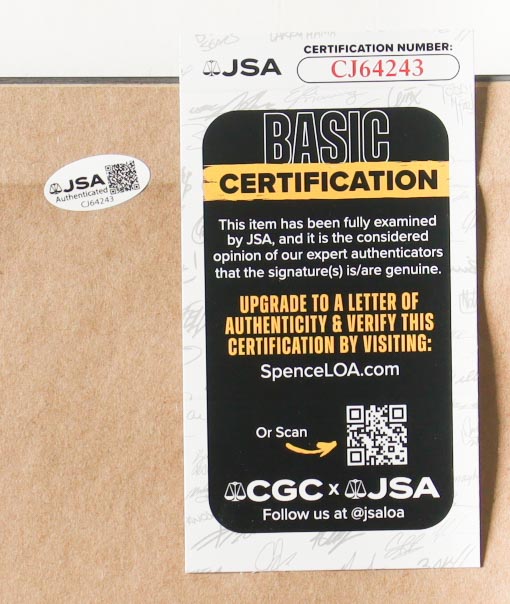 CERTIFICATION NUMBER:
JSA
CJ64243
BASIC
CERTIFICATION
This item has been fully examined
by JSA, and it is the considered
opinion of our expert authenticators
that the signature(s) is/are genuine.
UPGRADE TO A LETTER OF
AUTHENTICITY & VERIFY THIS
CERTIFICATION BY VISITING:
SpenceLOA.com
Or Scan
CGC x JSA
Follow us at @jsaloa
JSA
Authenticated
CJ64243